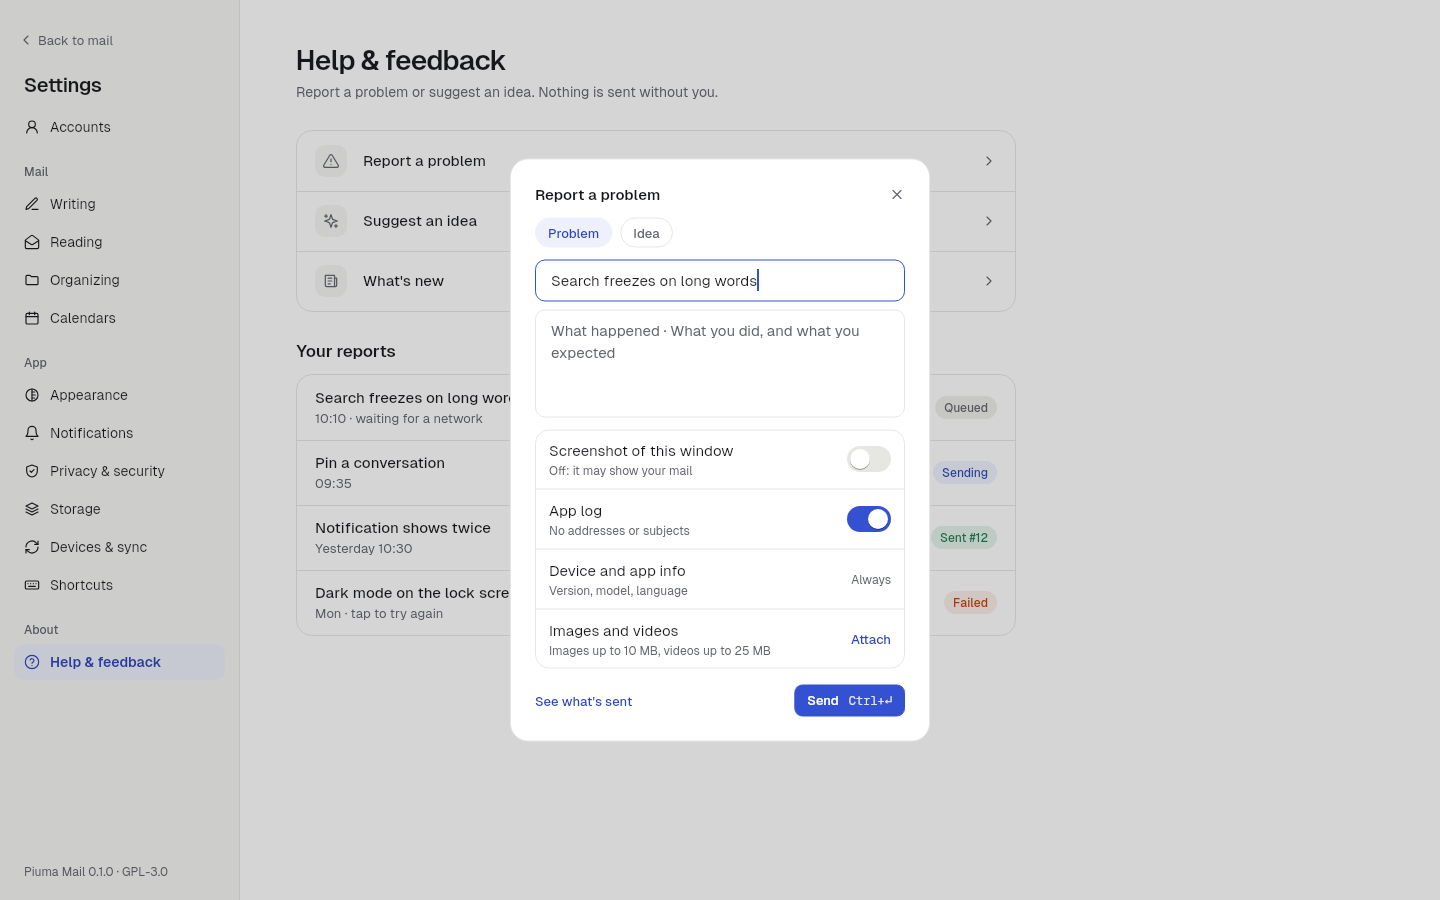 Back to mail
Settings
Accounts
Mail
Writing
Reading
Organizing
Calendars
App
Appearance
Notifications
Privacy & security
Storage
Devices & sync
Shortcuts
About
Help & feedback
Piuma Mail 0.1.0 · GPL-3.0
Help & feedback
Report a problem or suggest an idea. Nothing is sent without you.
Report a problem
Suggest an idea
What's new
Your reports
Search freezes on long wor
10:10 · waiting for a network
Queued
Pin a conversation
09:35
Sending
Notification shows twice
Yesterday 10:30
Sent #12
Dark mode on the lock scre
Mon · tap to try again
Failed
Report a problem
Problem
Idea
Search freezes on long words
What happened · What you did, and what you
expected
Screenshot of this window
Off: it may show your mail
App log
No addresses or subjects
Device and app info
Version, model, language
Always
Images and videos
Images up to 10 MB, videos up to 25 MB
Attach
See what's sent
Send Ctrl+↵